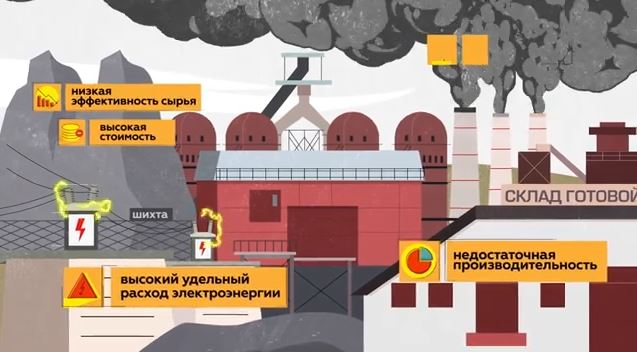 низкая
эффективность сырья
высокая
стоимость
шихта
СКЛАД ГОТОВОЙ
недостаточная
производительность
высокий удельный
расход электроэнергии